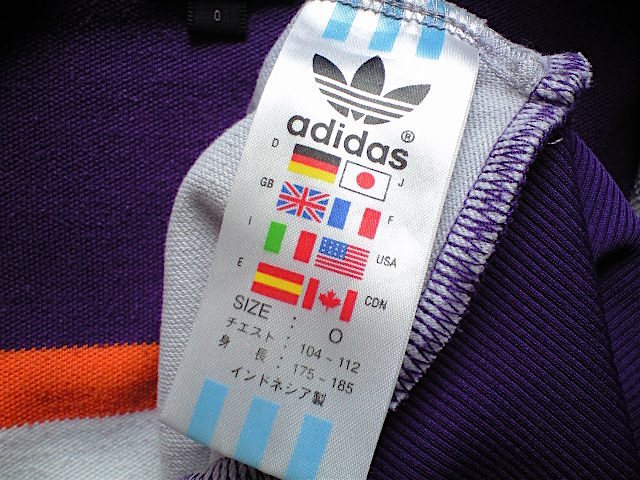 O
adidas®
D J
GB F
I USA
E CDN
SIZE : O
チェスト : 104-112
身長 : 175-185
インドネシア製